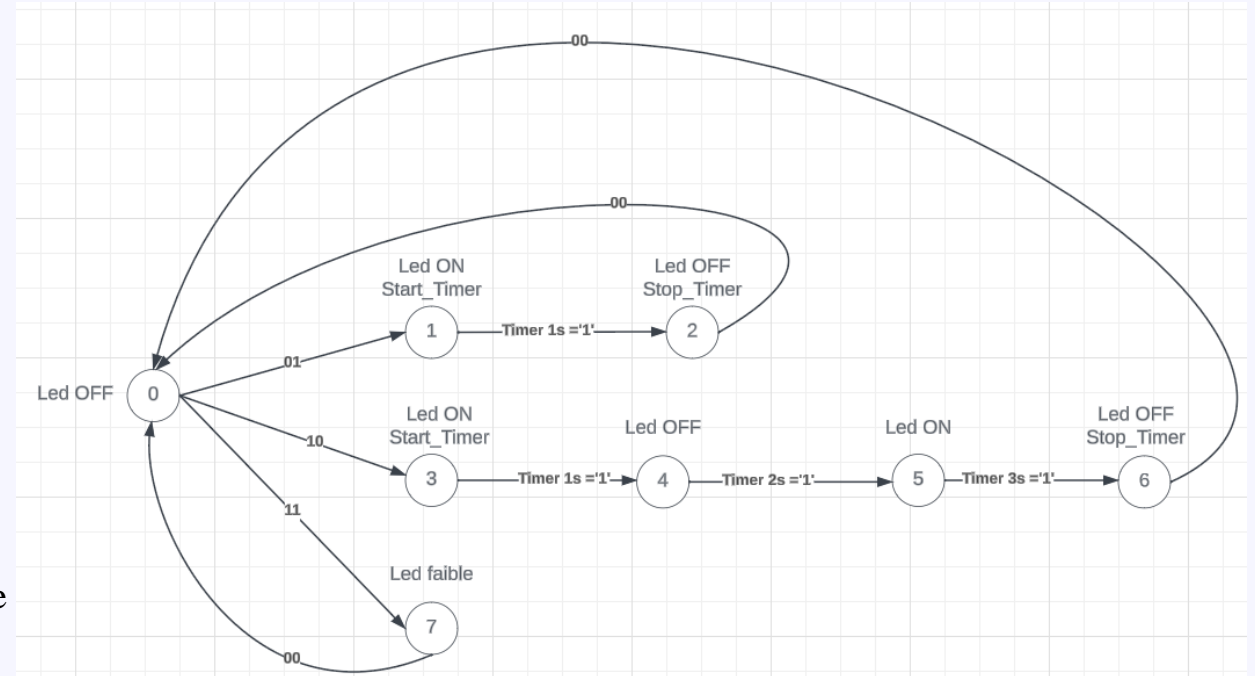 00
00
Led ON
Start_Timer
Led OFF
Stop_Timer
1
Timer 1s ='1'
2
01
Led OFF
0
Led ON
Start_Timer
Led OFF
Led ON
Led OFF
Stop_Timer
10
3
Timer 1s ='1'
4
Timer 2s ='1'
5
Timer 3s ='1'
6
11
Led faible
e
7
00